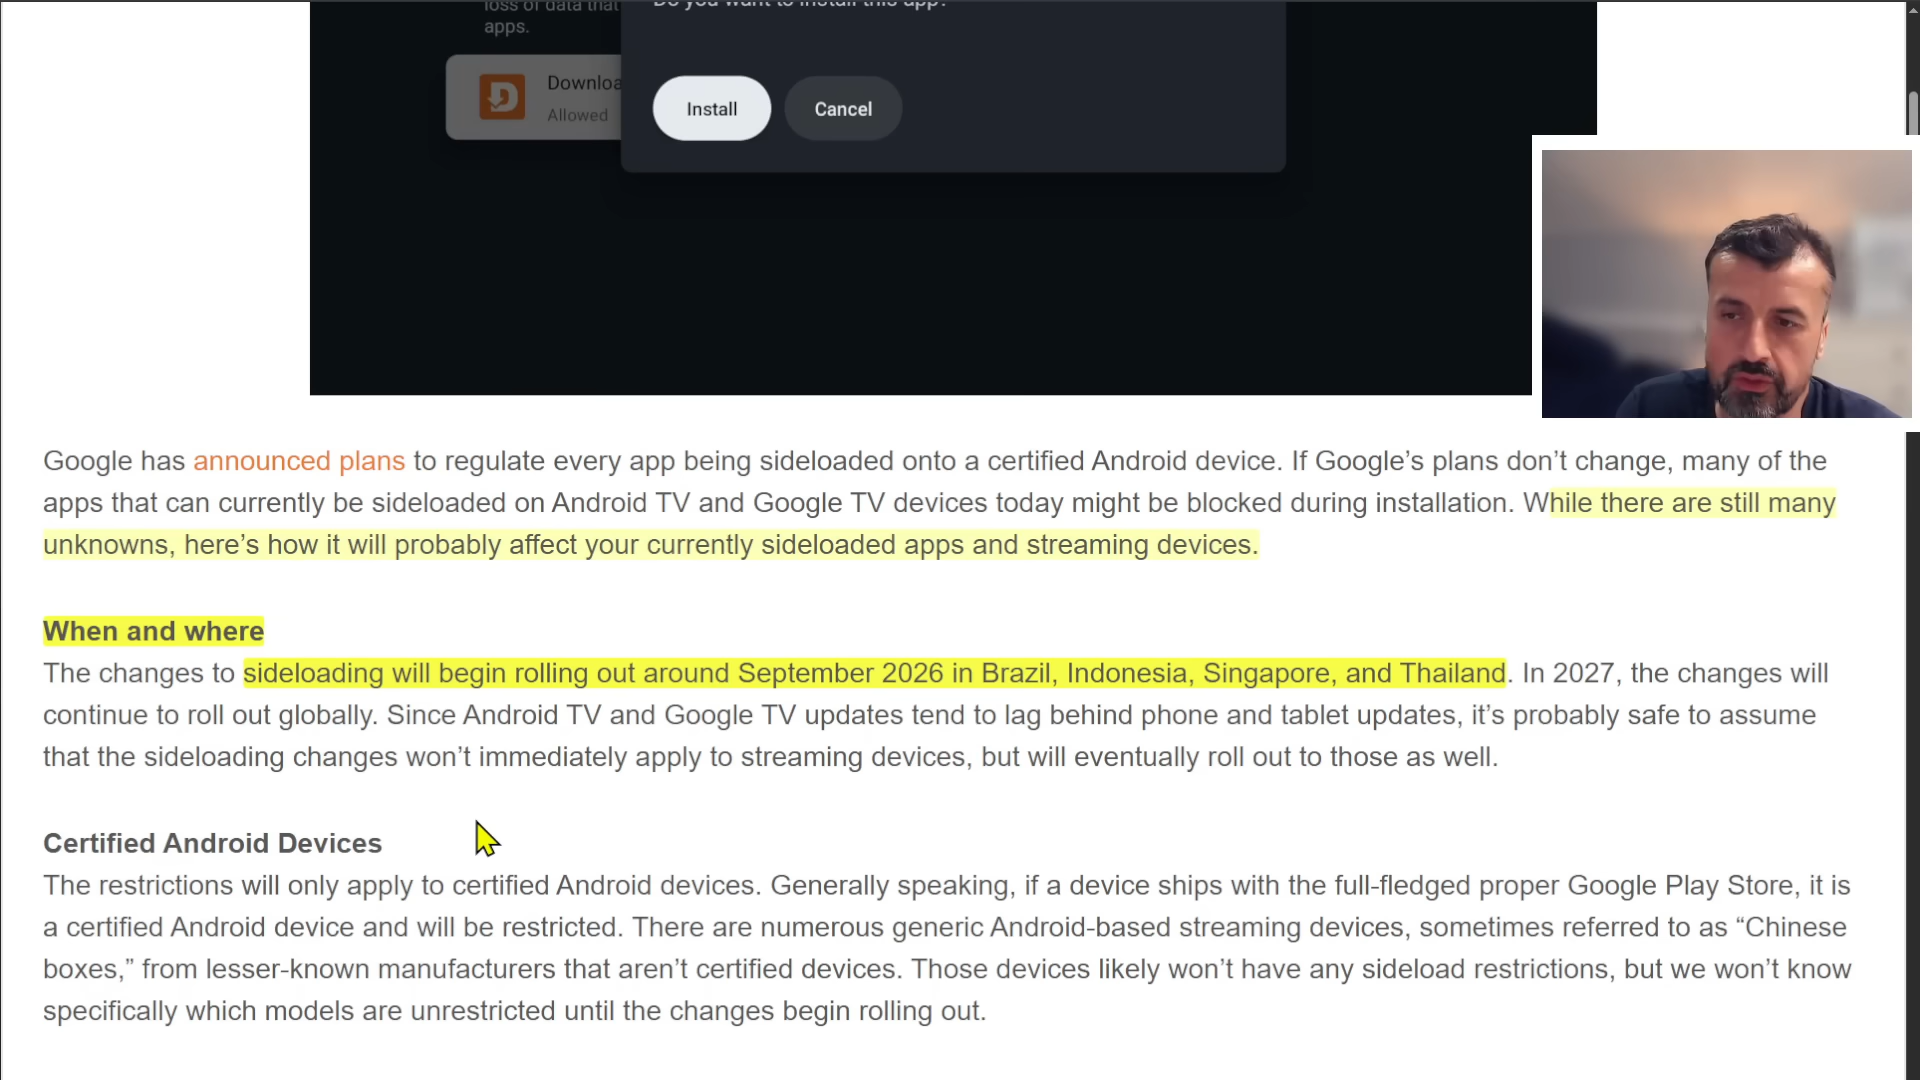 loss of data that
Do you want to install this app?
apps.
Downloa
Allowed
Install
Cancel
Google has announced plans to regulate every app being sideloaded onto a certified Android device. If Google’s plans don’t change, many of the
apps that can currently be sideloaded on Android TV and Google TV devices today might be blocked during installation. While there are still many
unknowns, here’s how it will probably affect your currently sideloaded apps and streaming devices.
When and where
The changes to sideloading will begin rolling out around September 2026 in Brazil, Indonesia, Singapore, and Thailand. In 2027, the changes will
continue to roll out globally. Since Android TV and Google TV updates tend to lag behind phone and tablet updates, it’s probably safe to assume
that the sideloading changes won’t immediately apply to streaming devices, but will eventually roll out to those as well.
Certified Android Devices
The restrictions will only apply to certified Android devices. Generally speaking, if a device ships with the full-fledged proper Google Play Store, it is
a certified Android device and will be restricted. There are numerous generic Android-based streaming devices, sometimes referred to as “Chinese
boxes,” from lesser-known manufacturers that aren’t certified devices. Those devices likely won’t have any sideload restrictions, but we won’t know
specifically which models are unrestricted until the changes begin rolling out.